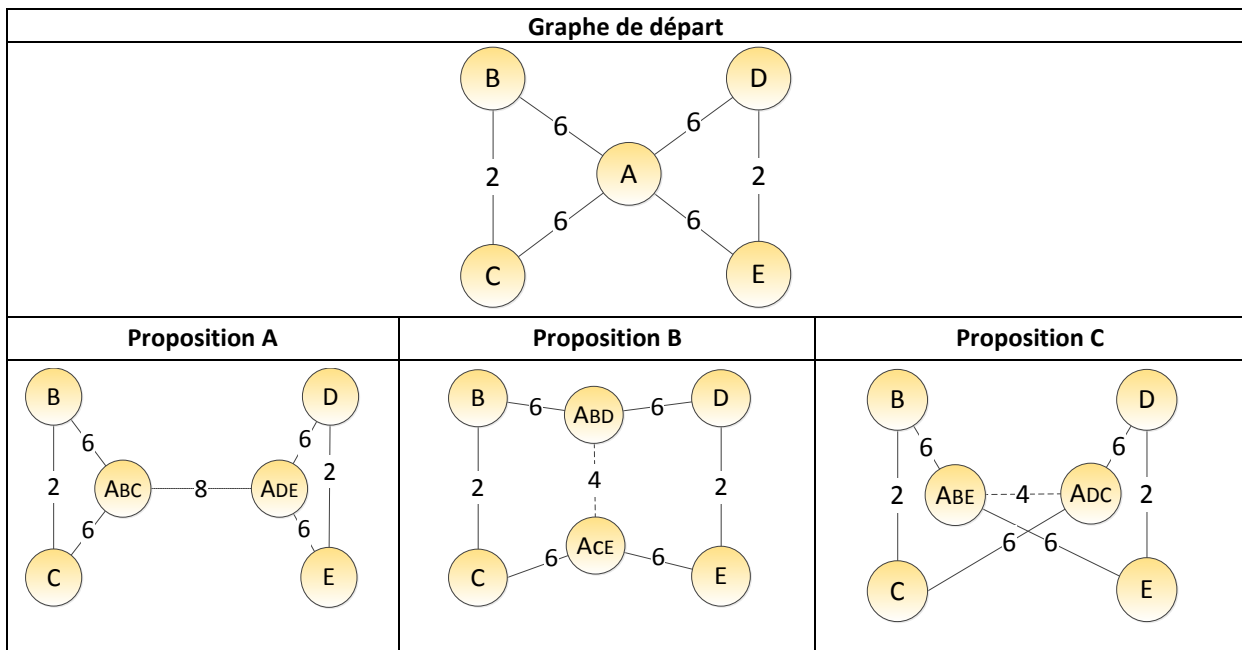 Graphe de départ
B D
6 6
2 A 2
6 6
C E
Proposition A Proposition B Proposition C
B D B ABD D B D
6 6 6 6 6 6
2 ABC 8 ADE 2 2 4 2 2 ABE 4 ADC 2
6 6 6 ACE 6 6 6
C E C E C E